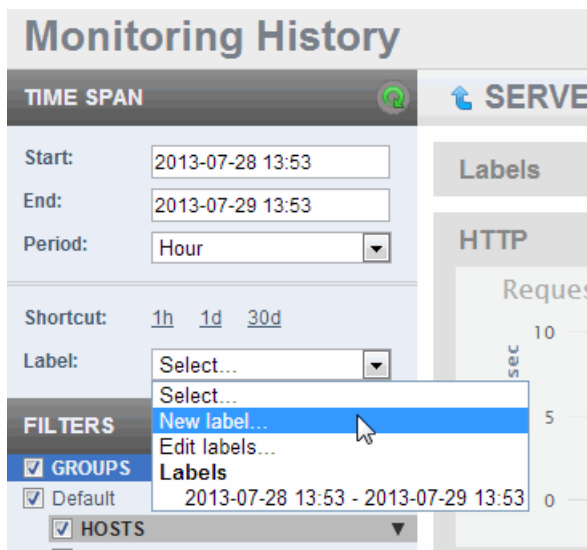 Monitoring History
TIME SPAN
SERVE
Start: 2013-07-28 13:53
End: 2013-07-29 13:53
Period: Hour
Shortcut: 1h 1d 30d
Label: Select...
Select...
New label...
Edit labels...
Labels
2013-07-28 13:53 - 2013-07-29 13:53
FILTERS
GROUPS
Default
HOSTS
Labels
HTTP
Reques
10
sec
5
0